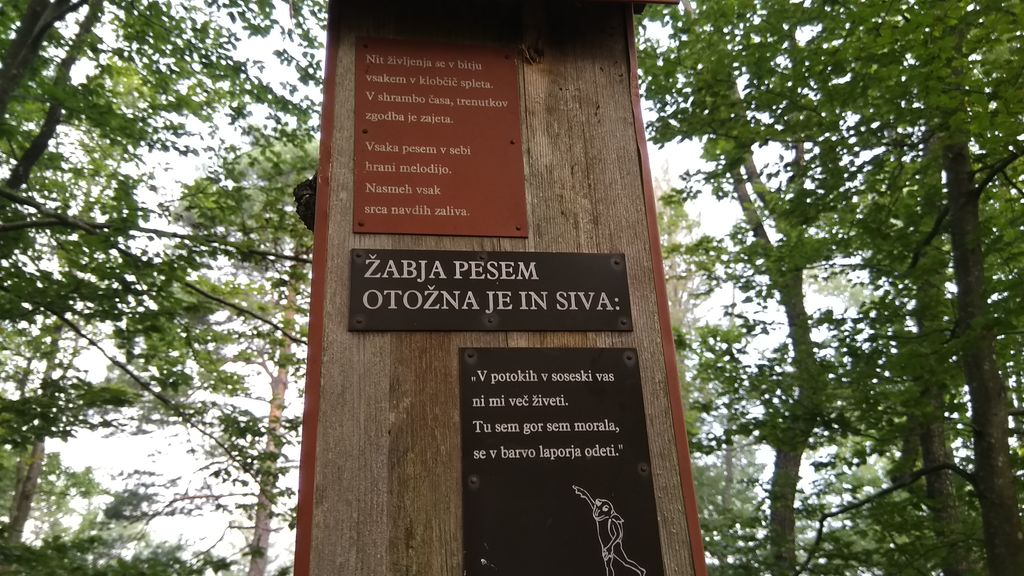 Nit življenja se v bitju
vsakem v klobčič spleta.
V shrambo časa, trenutkov
zgodba je zajeta.
Vsaka pesem v sebi
hrani melodijo.
Nasmeh vsak
srca navdih zaliva.
ŽABJA PESEM
OTOŽNA JE IN SIVA:
„V potokih v soseski vas
ni mi več živeti.
Tu sem gor sem morala,
se v barvo laporja odeti."